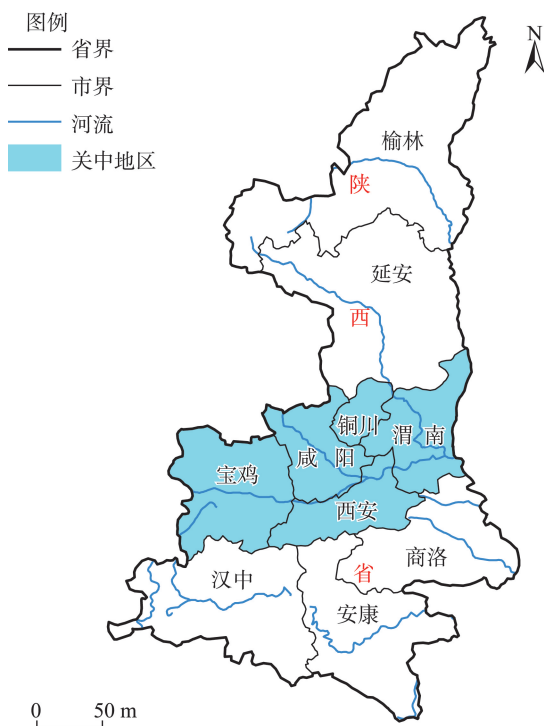 图例
省界
市界
河流
关中地区
N
榆林
陕
延安
西
铜川
渭南
咸阳
宝鸡
西安
商洛
省
汉中
安康
0 50 m